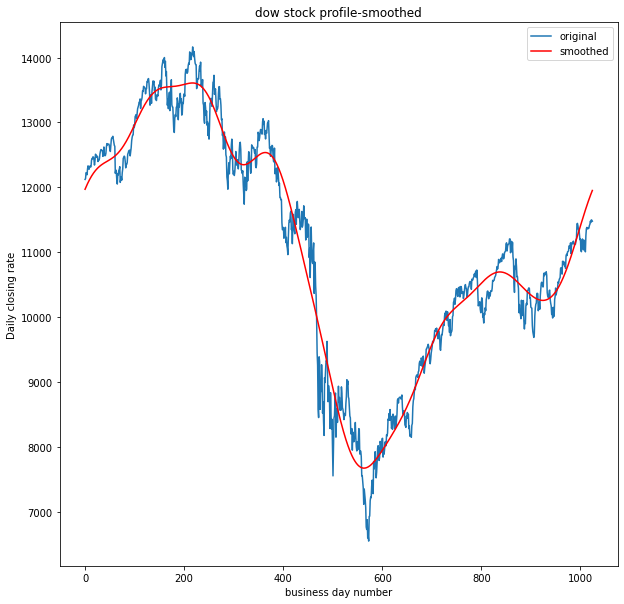 dow stock profile-smoothed
original
smoothed
14000
13000
12000
11000
10000
9000
8000
7000
Daily closing rate
0 200 400 600 800 1000
business day number